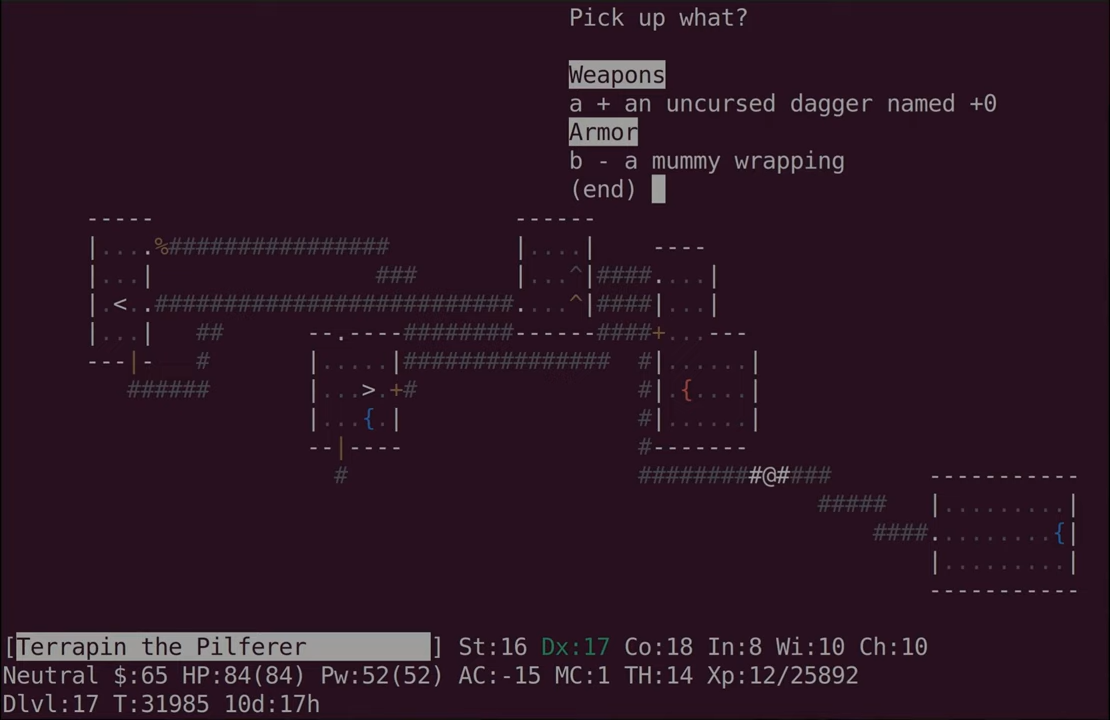 Pick up what?
Weapons
a + an uncursed dagger named +0
Armor
b - a mummy wrapping
(end)
-----                                          ------
|....%################              |....|       ----
|...|                         ###           |...^|####....|
|.<..##########################....^|####|...|
|...|     ##          --.----########------####+...---
---|-      #            |.....|###############   #|......|
    ######           |...>.+#                         #|.{....|
                        |...{.|                          #|......|
                        --|----                          #-------
                           #                                ########@####         -----------
                                                                            #####     |.........|
                                                                                  ####.........{|
                                                                                        |.........|
                                                                                        -----------
[Terrapin the Pilferer] St:16 Dx:17 Co:18 In:8 Wi:10 Ch:10
Neutral $:65 HP:84(84) Pw:52(52) AC:-15 MC:1 TH:14 Xp:12/25892
Dlvl:17 T:31985 10d:17h